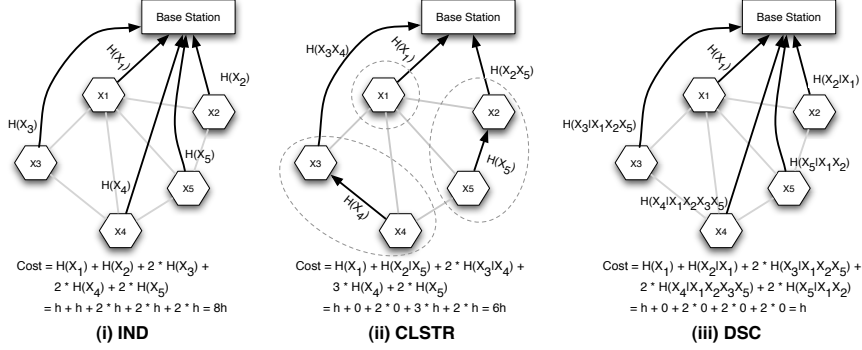 Base Station
H(X1)
H(X2)
H(X3)
H(X4)
H(X5)
X1
X2
X3
X4
X5
Cost = H(X1) + H(X2) + 2 * H(X3) +
2 * H(X4) + 2 * H(X5)
= h + h + 2 * h + 2 * h + 2 * h = 8h
(i) IND
Base Station
H(X3X4)
H(X1)
H(X2X5)
H(X5)
H(X4)
X1
X2
X3
X4
X5
Cost = H(X1) + H(X2|X5) + 2 * H(X3|X4) +
3 * H(X4) + 2 * H(X5)
= h + 0 + 2 * 0 + 3 * h + 2 * h = 6h
(ii) CLSTR
Base Station
H(X1)
H(X2|X1)
H(X3|X1X2X5)
H(X5|X1X2)
H(X4|X1X2X3X5)
X1
X2
X3
X4
X5
Cost = H(X1) + H(X2|X1) + 2 * H(X3|X1X2X5) +
2 * H(X4|X1X2X3X5) + 2 * H(X5|X1X2)
= h + 0 + 2 * 0 + 2 * 0 + 2 * 0 = h
(iii) DSC